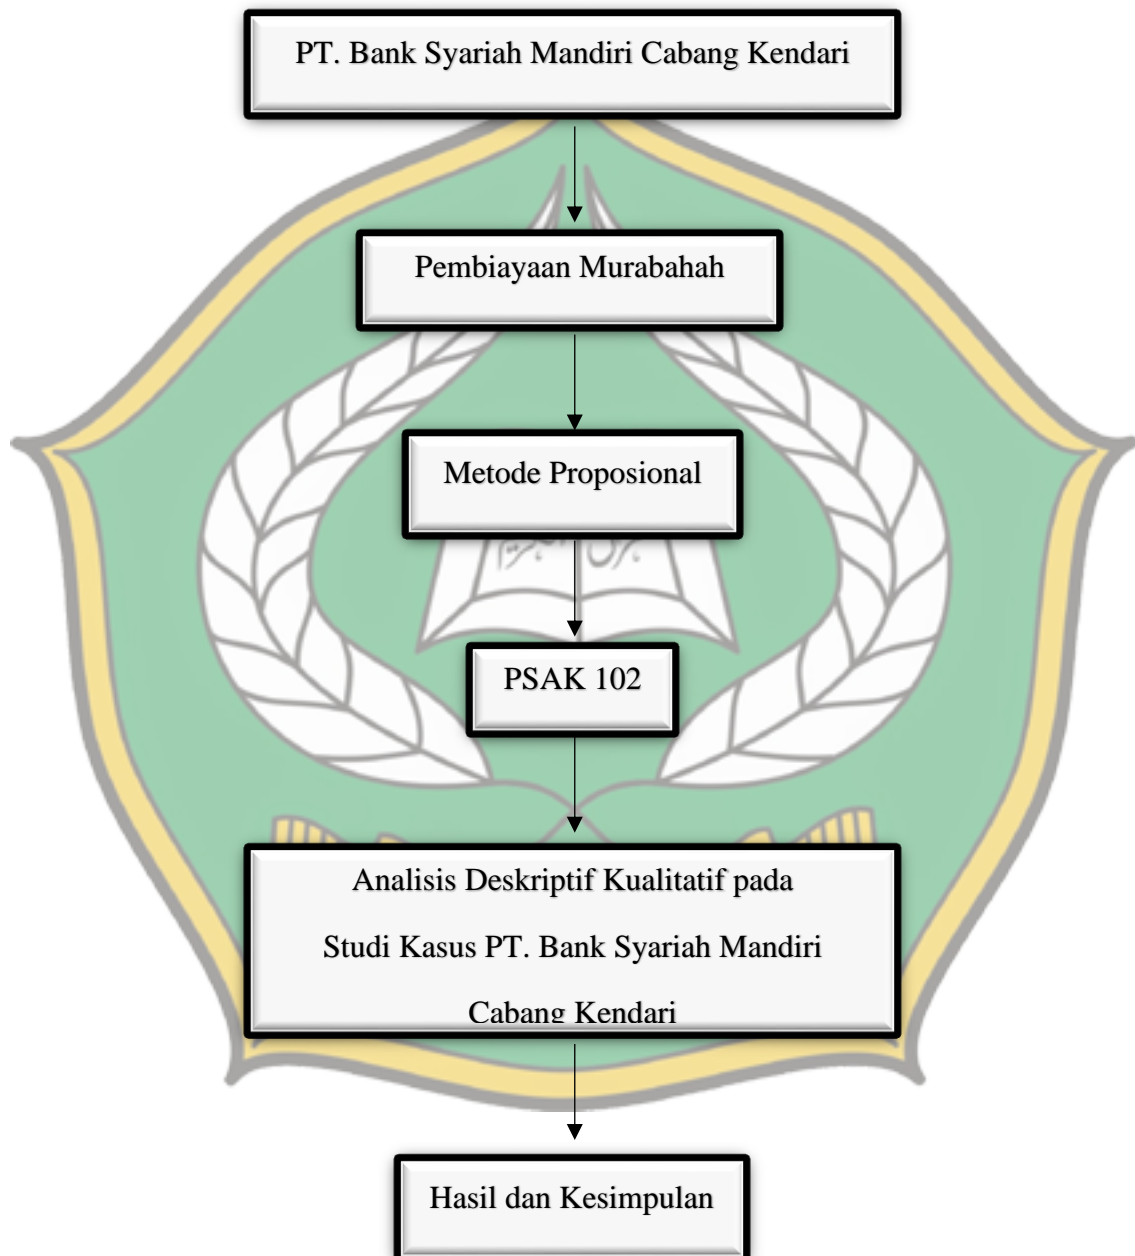 PT. Bank Syariah Mandiri Cabang Kendari
Pembiayaan Murabahah
Metode Proposional
PSAK 102
Analisis Deskriptif Kualitatif pada
Studi Kasus PT. Bank Syariah Mandiri
Cabang Kendari
Hasil dan Kesimpulan